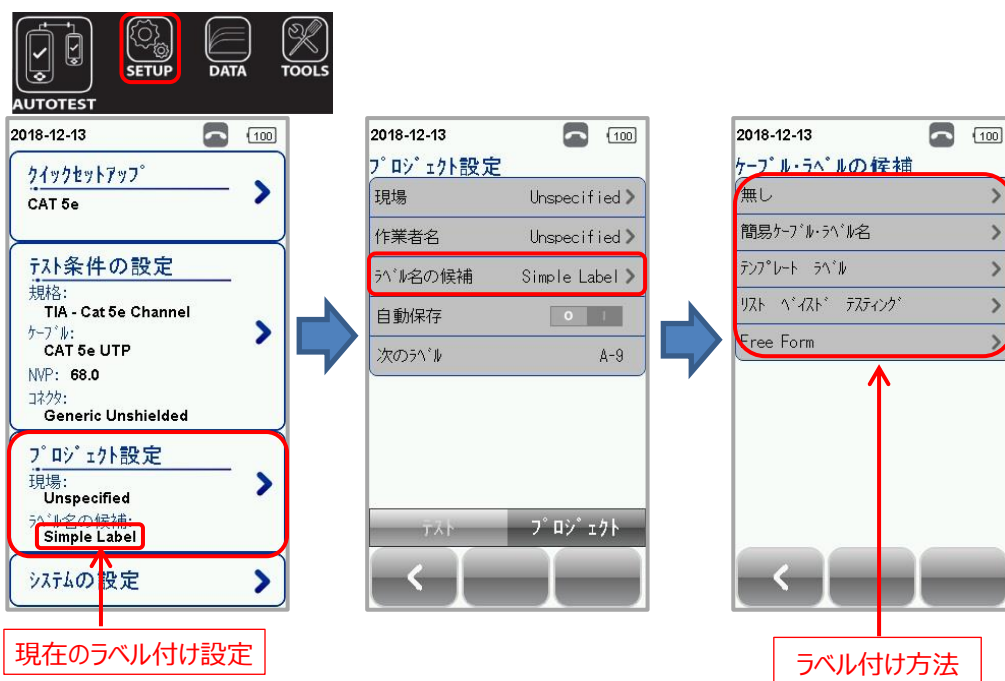 SETUP
DATA
TOOLS
AUTOTEST
2018-12-13
100
クイックセットアップ
CAT 5e
テスト条件の設定
規格:
TIA - Cat 5e Channel
ケーブル:
CAT 5e UTP
NVP: 68.0
コネクタ:
Generic Unshielded
プロジェクト設定
現場:
Unspecified
ラベル名の候補:
Simple Label
システムの設定
現在のラベル付け設定
2018-12-13
100
プロジェクト設定
現場 Unspecified
作業者名 Unspecified
ラベル名の候補 Simple Label
自動保存 O I
次のラベル A-9
テスト プロジェクト
2018-12-13
100
ケーブル・ラベルの候補
無し
簡易ケーブル・ラベル名
テンプレート ラベル
リスト ベイスド テスティング
Free Form
ラベル付け方法